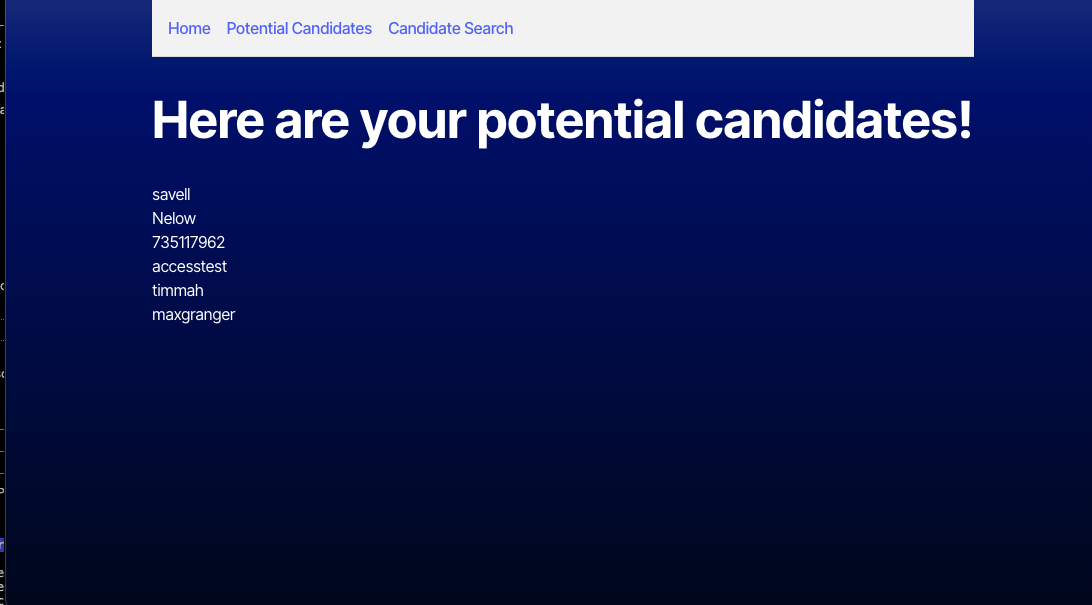 Home Potential Candidates Candidate Search
Here are your potential candidates!
savell
Nelow
735117962
accesstest
timmah
maxgranger